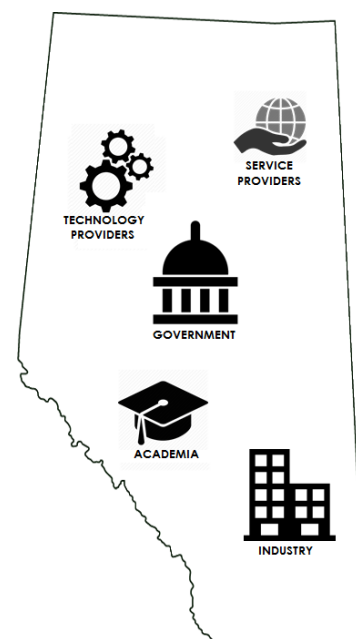 SERVICE
PROVIDERS
TECHNOLOGY
PROVIDERS
GOVERNMENT
ACADEMIA
INDUSTRY